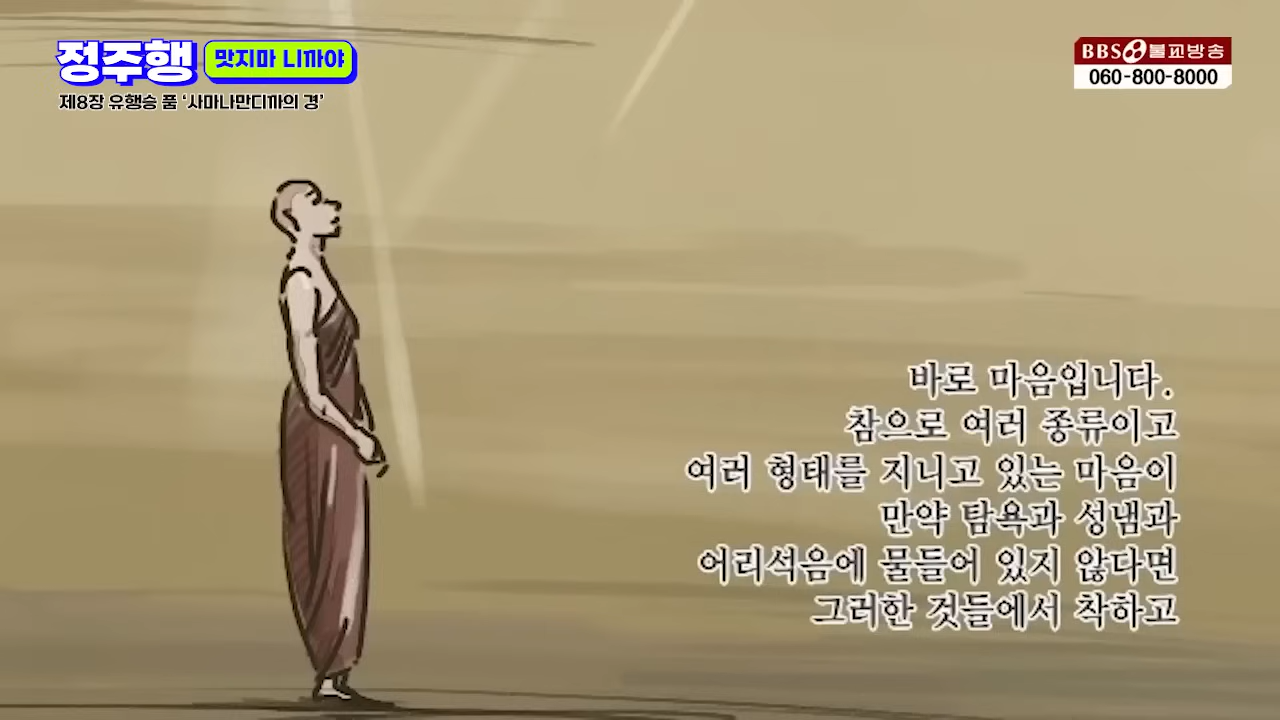 정주행 맛지마 니까야
제8장 유행승 품 ‘사마나만디까의 경’
BBS 불교방송
060-800-8000
바로 마음입니다.
참으로 여러 종류이고
여러 형태를 지니고 있는 마음이
만약 탐욕과 성냄과
어리석음에 물들어 있지 않다면
그러한 것들에서 착하고